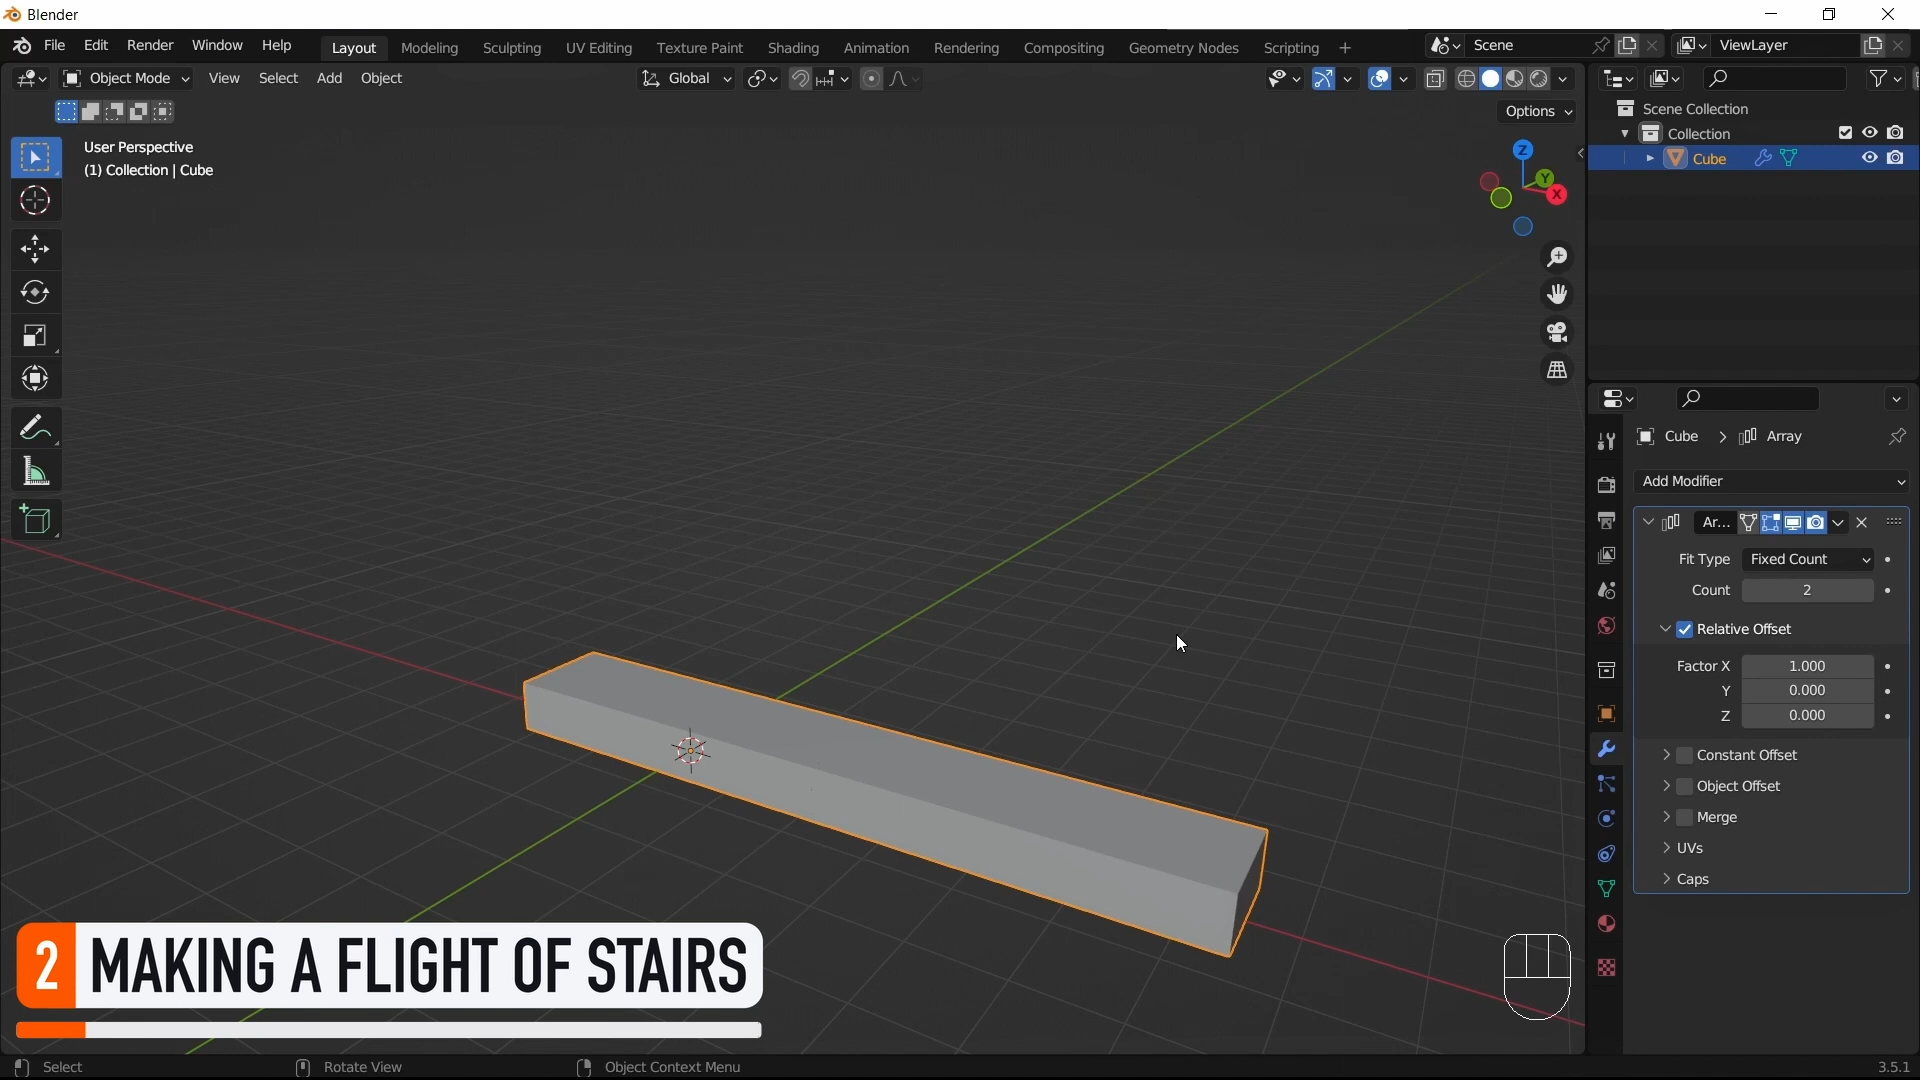 Blender
File Edit Render Window Help Layout Modeling Sculpting UV Editing Texture Paint Shading Animation Rendering Compositing Geometry Nodes Scripting + Scene ViewLayer
Object Mode View Select Add Object Global
Options
User Perspective
(1) Collection | Cube
Z
Y
X
Scene Collection
Collection
Cube
Cube > Array
Add Modifier
Ar...
Fit Type Fixed Count
Count 2
Relative Offset
Factor X 1.000
Y 0.000
Z 0.000
Constant Offset
Object Offset
Merge
UVs
Caps
2 MAKING A FLIGHT OF STAIRS
Select Rotate View Object Context Menu 3.5.1